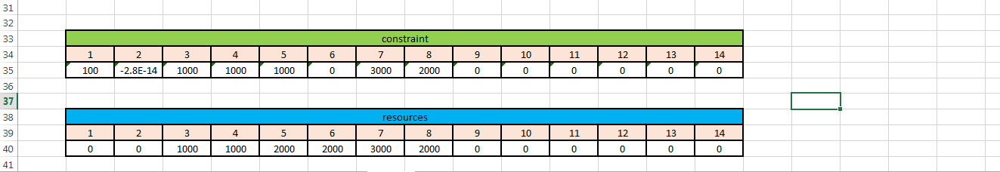 31
32
33 constraint
34 1 2 3 4 5 6 7 8 9 10 11 12 13 14
35 100 -2.8E-14 1000 1000 1000 0 3000 2000 0 0 0 0 0 0
36
37
38 resources
39 1 2 3 4 5 6 7 8 9 10 11 12 13 14
40 0 0 1000 1000 2000 2000 3000 2000 0 0 0 0 0 0
41